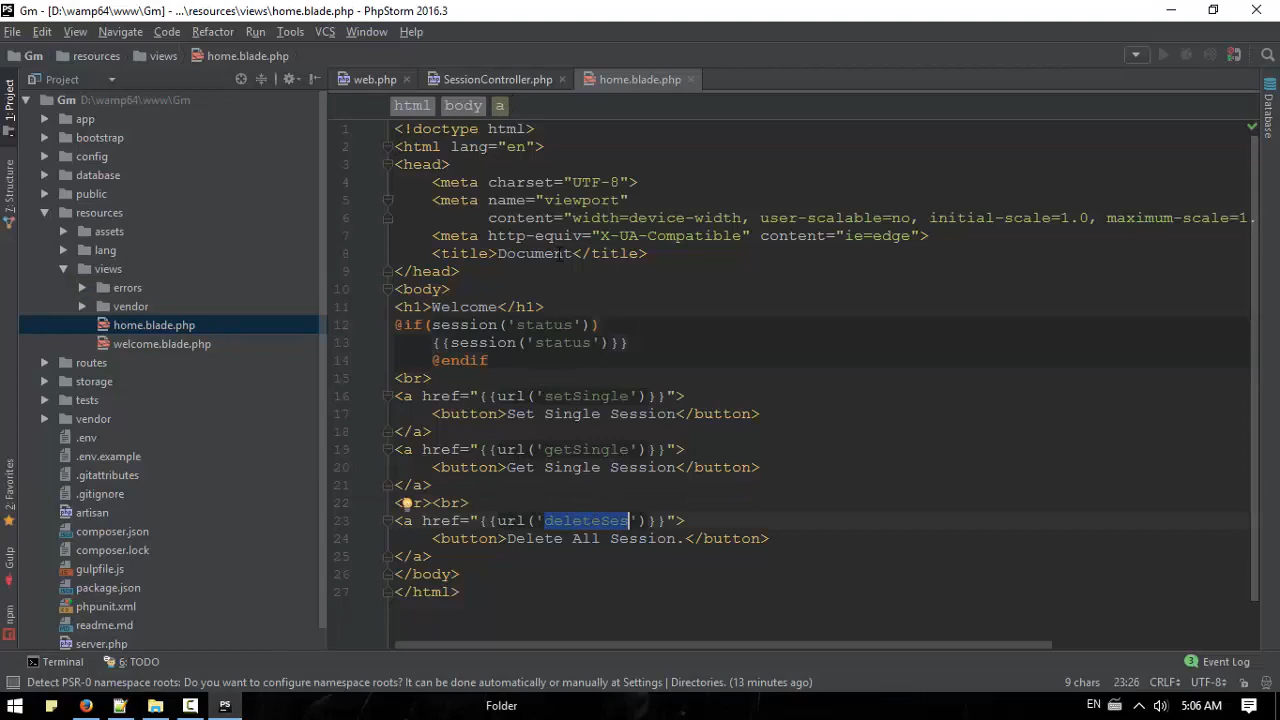 PS Gm - [D:\wamp64\www\Gm] - ...\resources\views\home.blade.php - PhpStorm 2016.3
File Edit View Navigate Code Refactor Run Tools VCS Window Help
Gm resources views home.blade.php
Project
web.php SessionController.php home.blade.php
html body a
1: Project
7: Structure
2: Favorites
npm
Database
Gm D:\wamp64\www\Gm
app
bootstrap
config
database
public
resources
assets
lang
views
errors
vendor
home.blade.php
welcome.blade.php
routes
storage
tests
vendor
.env
.env.example
.gitattributes
.gitignore
artisan
composer.json
composer.lock
gulpfile.js
package.json
phpunit.xml
readme.md
server.php
1 <!doctype html>
2 <html lang="en">
3 <head>
4 <meta charset="UTF-8">
5 <meta name="viewport"
6 content="width=device-width, user-scalable=no, initial-scale=1.0, maximum-scale=1.
7 <meta http-equiv="X-UA-Compatible" content="ie=edge">
8 <title>Document</title>
9 </head>
10 <body>
11 <h1>Welcome</h1>
12 @if(session('status'))
13 {{session('status')}}
14 @endif
15 <br>
16 <a href="{{url('setSingle')}}">
17 <button>Set Single Session</button>
18 </a>
19 <a href="{{url('getSingle')}}">
20 <button>Get Single Session</button>
21 </a>
22 < r><br>
23 <a href="{{url('deleteSes')}}">
24 <button>Delete All Session.</button>
25 </a>
26 </body>
27 </html>
Terminal 6: TODO 3 Event Log
Detect PSR-0 namespace roots: Do you want to configure namespace roots? It can be done automatically or manually at Settings | Directories. (13 minutes ago) 9 chars 23:26 CRLF÷ UTF-8÷
PS Folder EN 5:06 AM